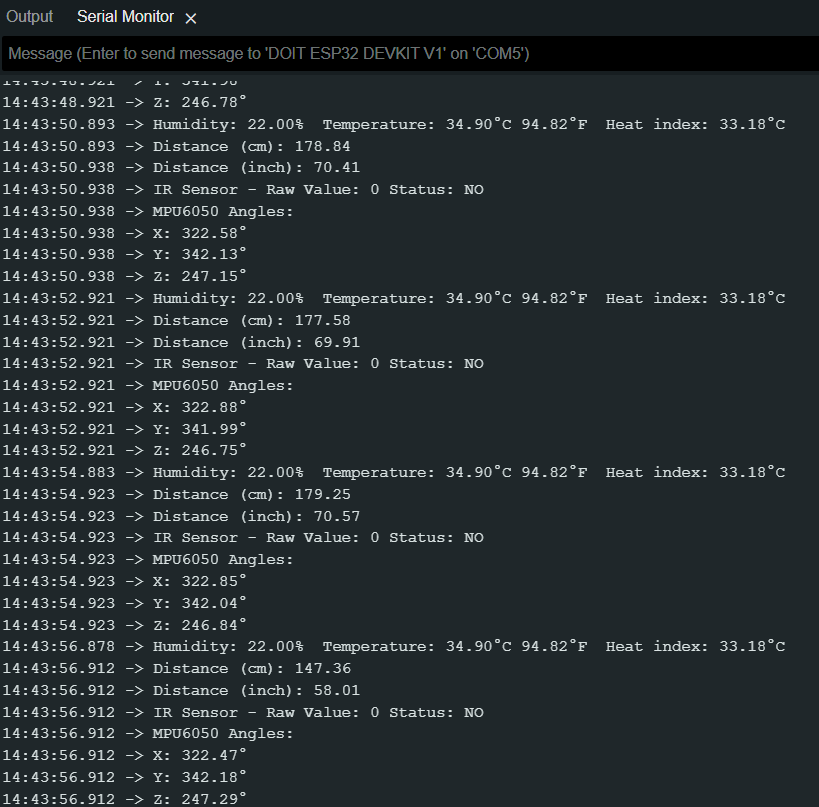 Output Serial Monitor ×
Message (Enter to send message to 'DOIT ESP32 DEVKIT V1' on 'COM5')
14:43:48.921 -> Y: 341.98°
14:43:48.921 -> Z: 246.78°
14:43:50.893 -> Humidity: 22.00%  Temperature: 34.90°C 94.82°F  Heat index: 33.18°C
14:43:50.893 -> Distance (cm): 178.84
14:43:50.938 -> Distance (inch): 70.41
14:43:50.938 -> IR Sensor - Raw Value: 0 Status: NO
14:43:50.938 -> MPU6050 Angles:
14:43:50.938 -> X: 322.58°
14:43:50.938 -> Y: 342.13°
14:43:50.938 -> Z: 247.15°
14:43:52.921 -> Humidity: 22.00%  Temperature: 34.90°C 94.82°F  Heat index: 33.18°C
14:43:52.921 -> Distance (cm): 177.58
14:43:52.921 -> Distance (inch): 69.91
14:43:52.921 -> IR Sensor - Raw Value: 0 Status: NO
14:43:52.921 -> MPU6050 Angles:
14:43:52.921 -> X: 322.88°
14:43:52.921 -> Y: 341.99°
14:43:52.921 -> Z: 246.75°
14:43:54.883 -> Humidity: 22.00%  Temperature: 34.90°C 94.82°F  Heat index: 33.18°C
14:43:54.923 -> Distance (cm): 179.25
14:43:54.923 -> Distance (inch): 70.57
14:43:54.923 -> IR Sensor - Raw Value: 0 Status: NO
14:43:54.923 -> MPU6050 Angles:
14:43:54.923 -> X: 322.85°
14:43:54.923 -> Y: 342.04°
14:43:54.923 -> Z: 246.84°
14:43:56.878 -> Humidity: 22.00%  Temperature: 34.90°C 94.82°F  Heat index: 33.18°C
14:43:56.912 -> Distance (cm): 147.36
14:43:56.912 -> Distance (inch): 58.01
14:43:56.912 -> IR Sensor - Raw Value: 0 Status: NO
14:43:56.912 -> MPU6050 Angles:
14:43:56.912 -> X: 322.47°
14:43:56.912 -> Y: 342.18°
14:43:56.912 -> Z: 247.29°